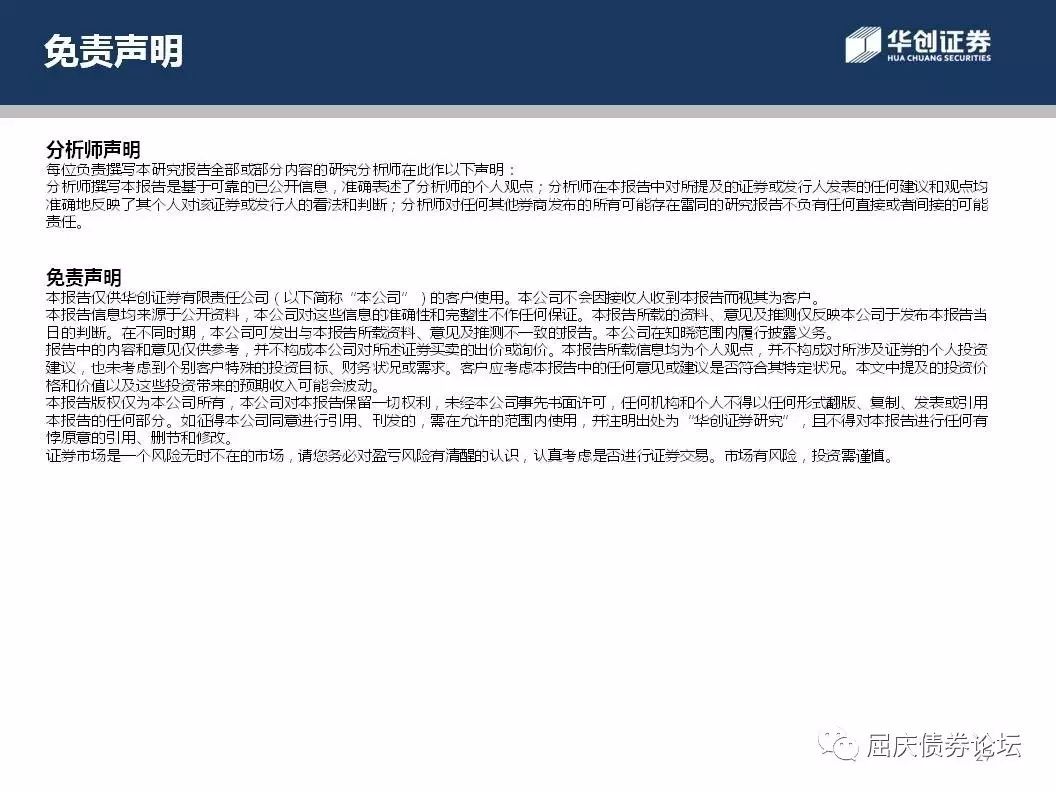 免责声明
华创证券
HUA CHUANG SECURITIES
分析师声明
每位负责撰写本研究报告全部或部分内容的研究分析师在此作以下声明：
分析师撰写本报告是基于可靠的已公开信息，准确表述了分析师的个人观点；分析师在本报告中对所提及的证券或发行人发表的任何建议和观点均
准确地反映了其个人对该证券或发行人的看法和判断；分析师对任何其他券商发布的所有可能存在雷同的研究报告不负有任何直接或者间接的可能
责任。
免责声明
本报告仅供华创证券有限责任公司（以下简称“本公司”）的客户使用。本公司不会因接收人收到本报告而视其为客户。
本报告信息均来源于公开资料，本公司对这些信息的准确性和完整性不作任何保证。本报告所载的资料、意见及推测仅反映本公司于发布本报告当
日的判断。在不同时期，本公司可发出与本报告所载资料、意见及推测不一致的报告。本公司在知晓范围内履行披露义务。
报告中的内容和意见仅供参考，并不构成本公司对所述证券买卖的出价或询价。本报告所载信息均为个人观点，并不构成对所涉及证券的个人投资
建议，也未考虑到个别客户特殊的投资目标、财务状况或需求。客户应考虑本报告中的任何意见或建议是否符合其特定状况。本文中提及的投资价
格和价值以及这些投资带来的预期收入可能会波动。
本报告版权仅为本公司所有，本公司对本报告保留一切权利，未经本公司事先书面许可，任何机构和个人不得以任何形式翻版、复制、发表或引用
本报告的任何部分。如征得本公司同意进行引用、刊发的，需在允许的范围内使用，并注明出处为“华创证券研究”，且不得对本报告进行任何有
悖原意的引用、删节和修改。
证券市场是一个风险无时不在的市场，请您务必对盈亏风险有清醒的认识，认真考虑是否进行证券交易。市场有风险，投资需谨慎。
屈庆债券论坛